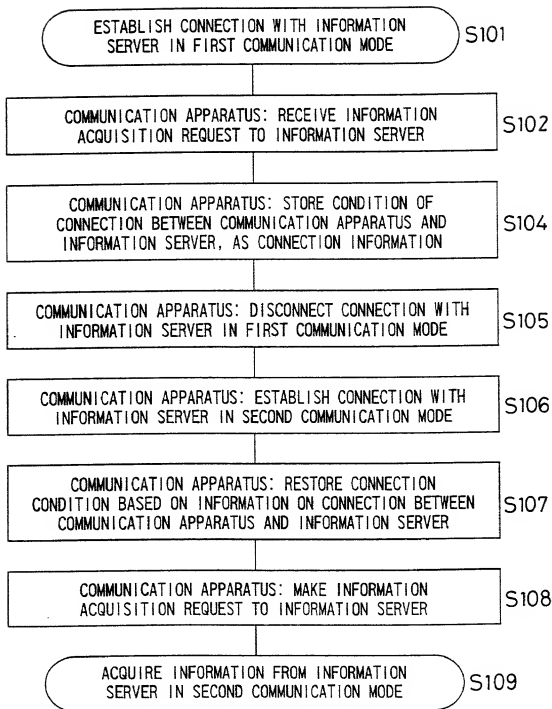 ESTABLISH CONNECTION WITH INFORMATION
SERVER IN FIRST COMMUNICATION MODE
S101
COMMUNICATION APPARATUS: RECEIVE INFORMATION
ACQUISITION REQUEST TO INFORMATION SERVER
S102
COMMUNICATION APPARATUS: STORE CONDITION OF
CONNECTION BETWEEN COMMUNICATION APPARATUS AND
INFORMATION SERVER, AS CONNECTION INFORMATION
S104
COMMUNICATION APPARATUS: DISCONNECT CONNECTION WITH
INFORMATION SERVER IN FIRST COMMUNICATION MODE
S105
COMMUNICATION APPARATUS: ESTABLISH CONNECTION WITH
INFORMATION SERVER IN SECOND COMMUNICATION MODE
S106
COMMUNICATION APPARATUS: RESTORE CONNECTION
CONDITION BASED ON INFORMATION ON CONNECTION BETWEEN
COMMUNICATION APPARATUS AND INFORMATION SERVER
S107
COMMUNICATION APPARATUS: MAKE INFORMATION
ACQUISITION REQUEST TO INFORMATION SERVER
S108
ACQUIRE INFORMATION FROM INFORMATION
SERVER IN SECOND COMMUNICATION MODE
S109